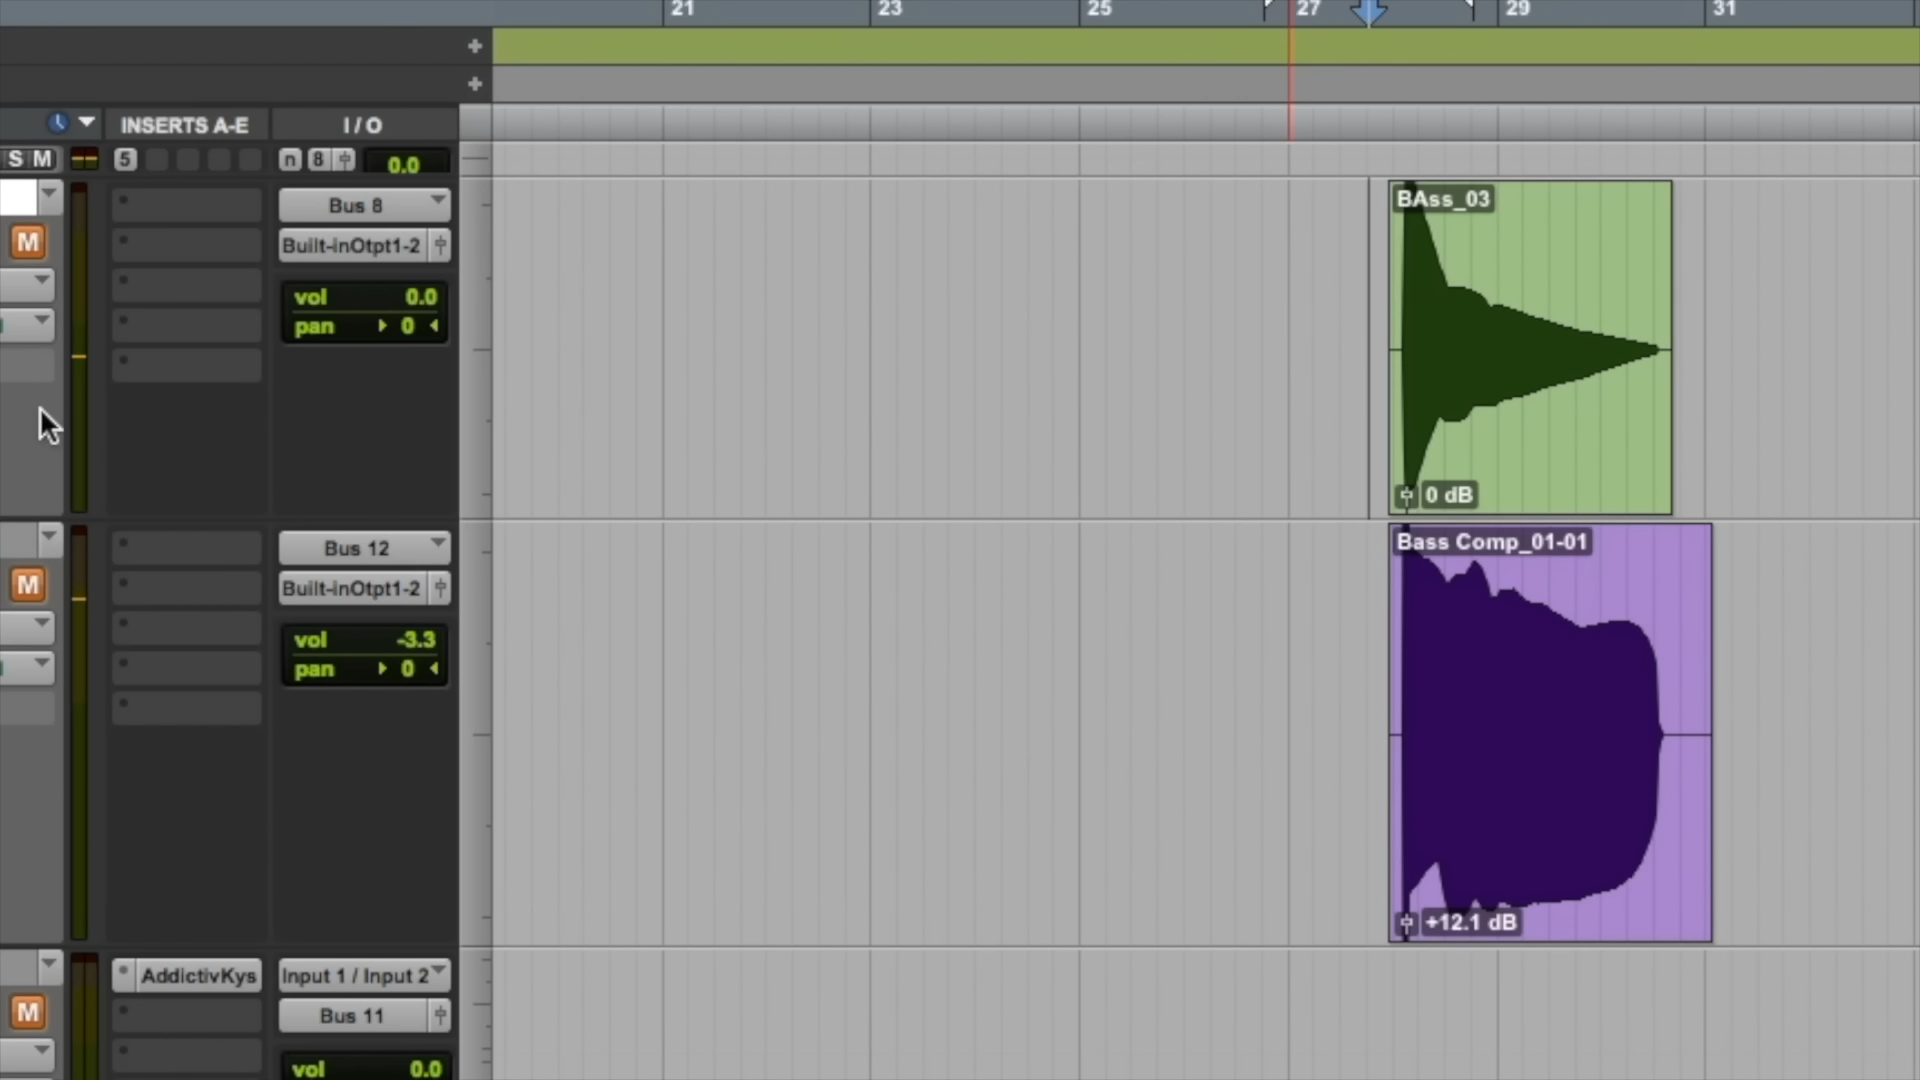 21 23 25 27 29 31
INSERTS A-E I / O
S M 5 n 8 0.0
BAss_03
Bus 8
M Built-inOtpt1-2
vol 0.0
pan 0
0 dB
Bass Comp_01-01
Bus 12
M Built-inOtpt1-2
vol -3.3
pan 0
+12.1 dB
AddictivKys Input 1 / Input 2
M Bus 11
vol 0.0